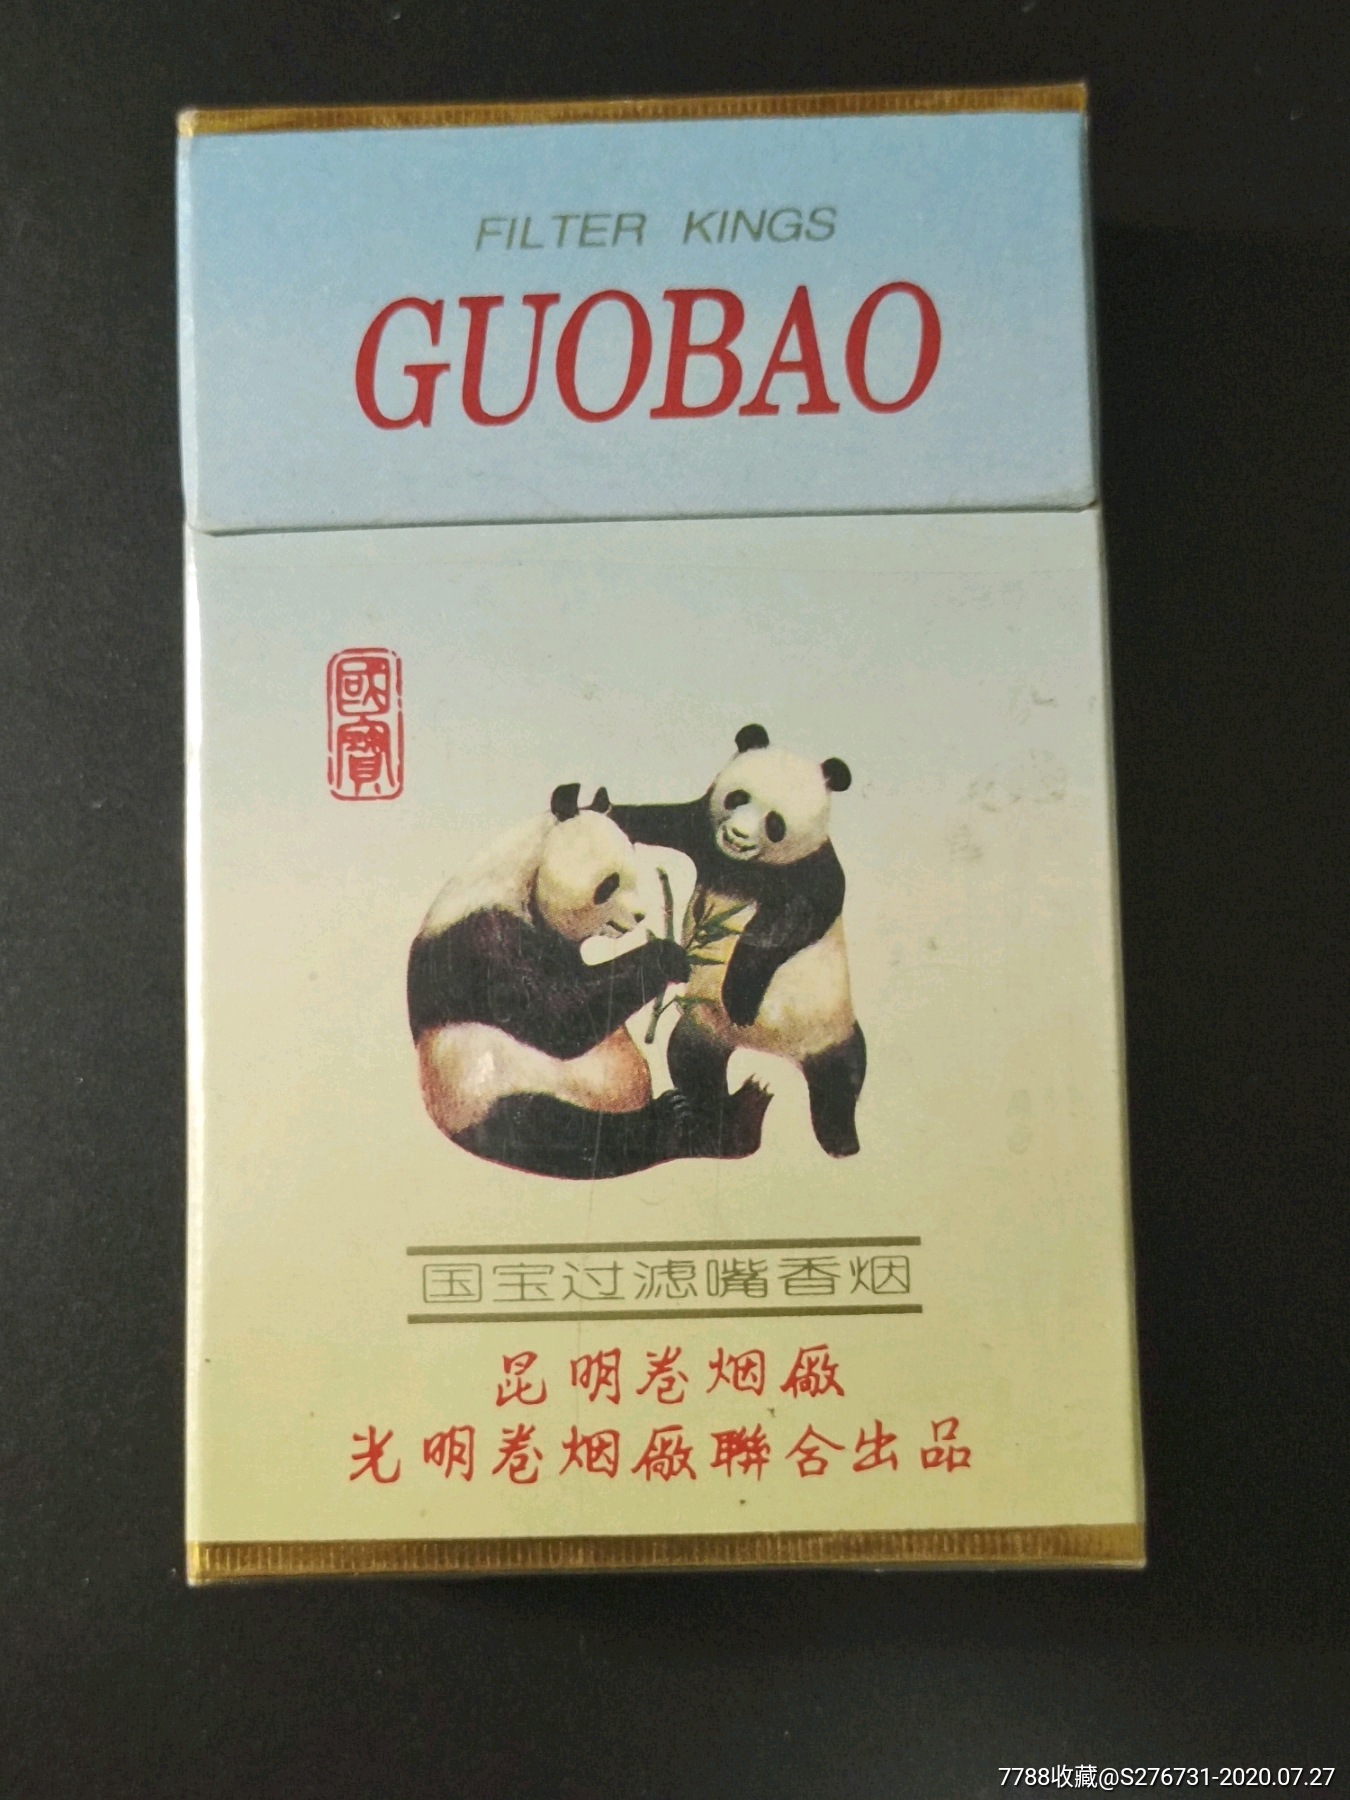 FILTER KINGS
GUOBAO
國寶
国宝过滤嘴香烟
昆明卷烟廠
光明卷烟廠聯合出品
7788收藏@S276731-2020.07.27